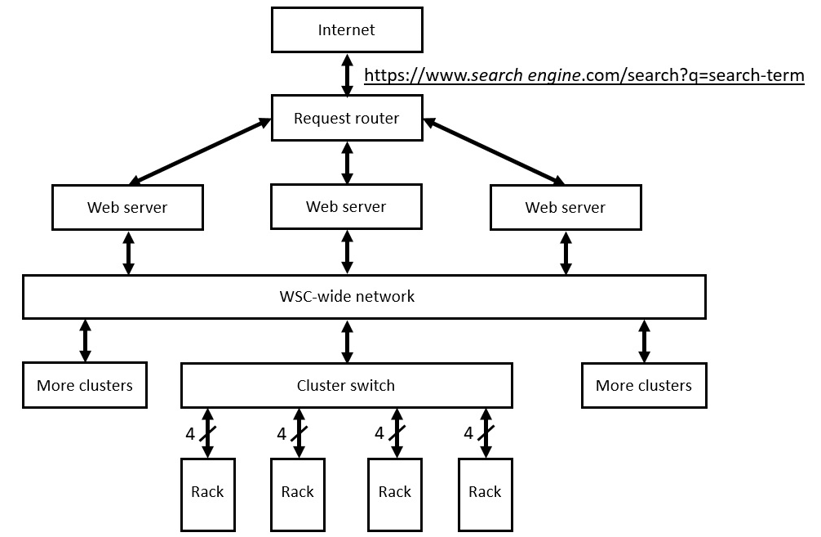 Internet
https://www.search engine.com/search?q=search-term
Request router
Web server
Web server
Web server
WSC-wide network
More clusters
Cluster switch
More clusters
4
4
4
4
Rack
Rack
Rack
Rack